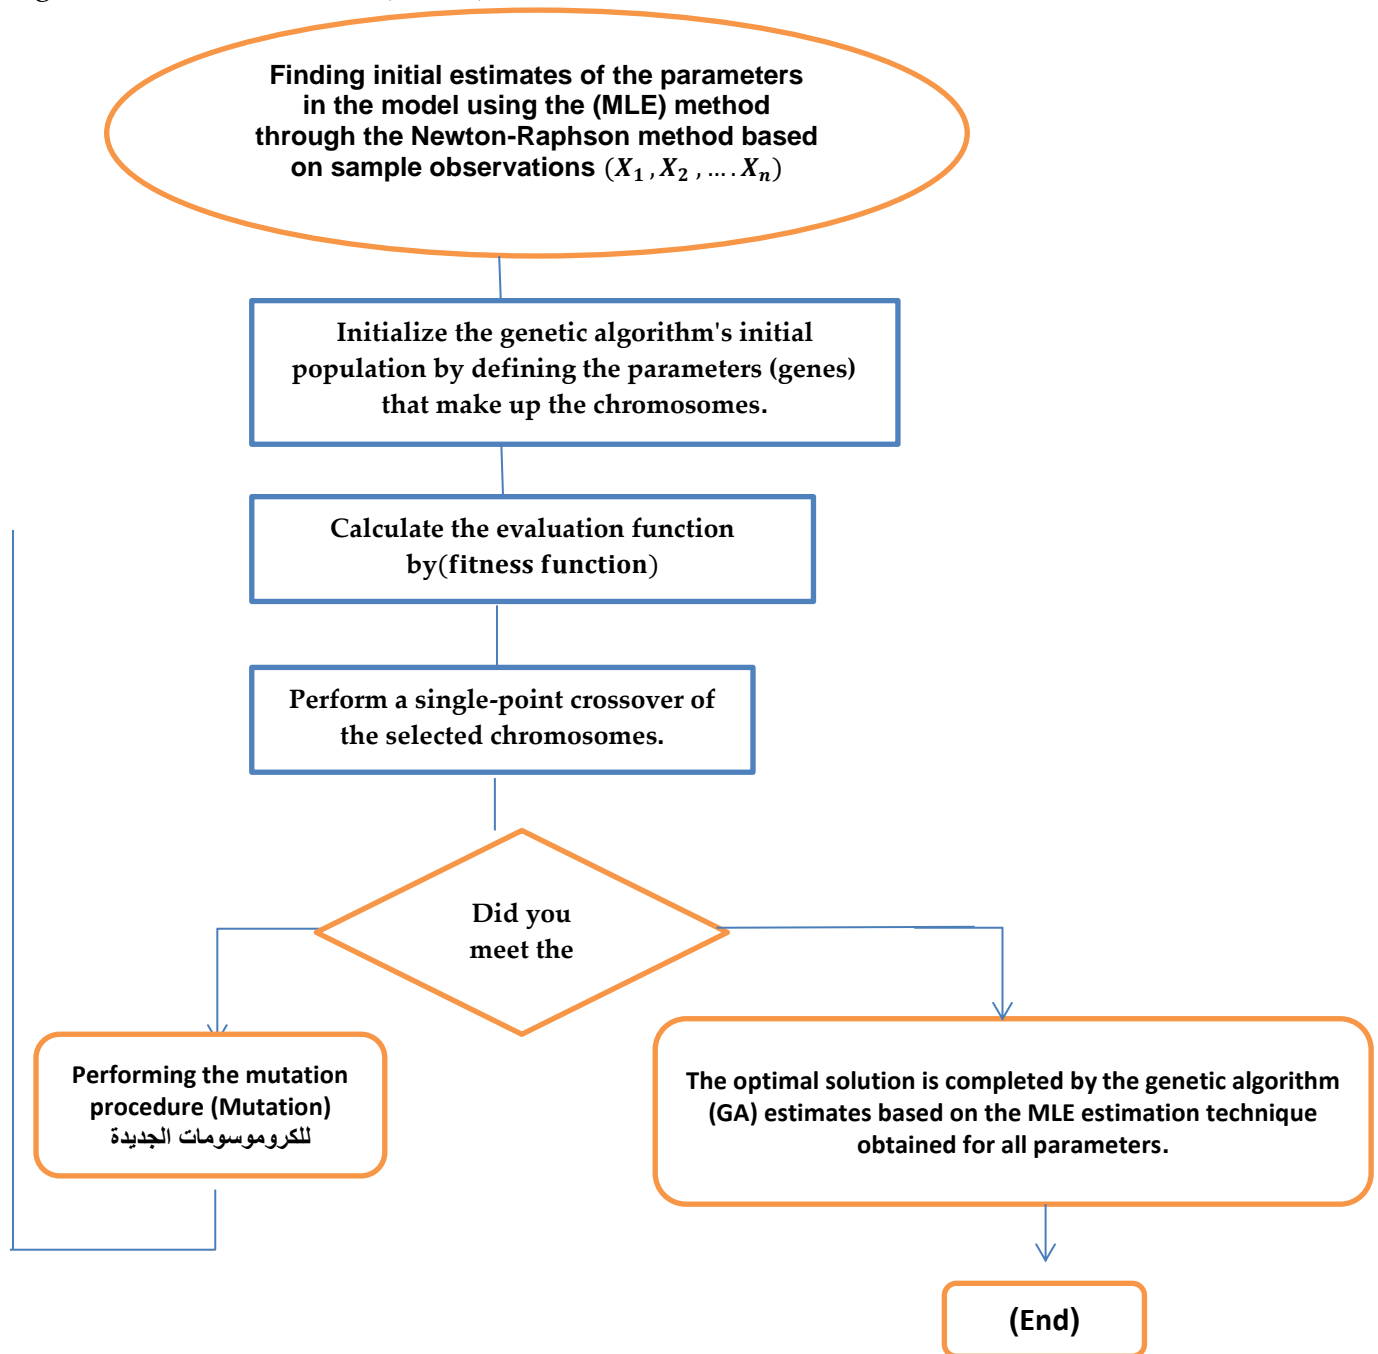 Finding initial estimates of the parameters
in the model using the (MLE) method
through the Newton-Raphson method based
on sample observations (X₁, X₂, .... Xₙ)
Initialize the genetic algorithm's initial
population by defining the parameters (genes)
that make up the chromosomes.
Calculate the evaluation function
by(fitness function)
Perform a single-point crossover of
the selected chromosomes.
Did you
meet the
Performing the mutation
procedure (Mutation)
للكروموسومات الجديدة
The optimal solution is completed by the genetic algorithm
(GA) estimates based on the MLE estimation technique
obtained for all parameters.
(End)